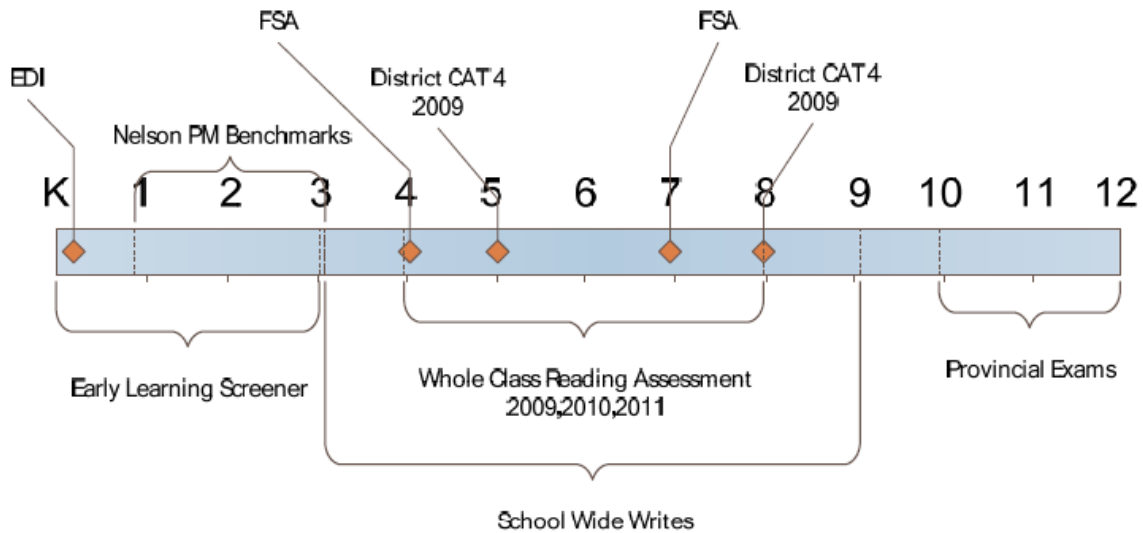 FSA
FSA
EDI
District CAT 4
2009
District CAT 4
2009
Nelson PM Benchmarks
K 1 2 3 4 5 6 7 8 9 10 11 12
Early Learning Screener
Whole Class Reading Assessment
2009,2010,2011
Provincial Exams
School Wide Writes